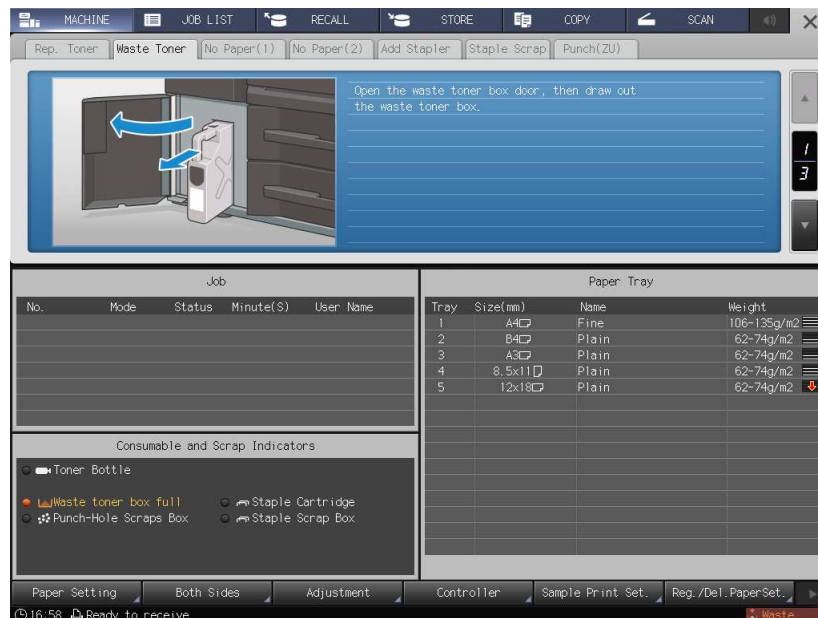 MACHINE JOB LIST RECALL STORE COPY SCAN
Rep. Toner Waste Toner No Paper(1) No Paper(2) Add Stapler Staple Scrap Punch(ZU)
Open the waste toner box door, then draw out
the waste toner box.
1
3
Job
No. Mode Status Minute(S) User Name
Paper Tray
Tray Size(mm) Name Weight
1 A4 Fine 106-135g/m2
2 B4 Plain 62-74g/m2
3 A3 Plain 62-74g/m2
4 8.5x11 Plain 62-74g/m2
5 12x18 Plain 62-74g/m2
Consumable and Scrap Indicators
Toner Bottle
Waste toner box full Staple Cartridge
Punch-Hole Scraps Box Staple Scrap Box
Paper Setting Both Sides Adjustment Controller Sample Print Set. Reg./Del.PaperSet.
16:58 Ready to receive Waste